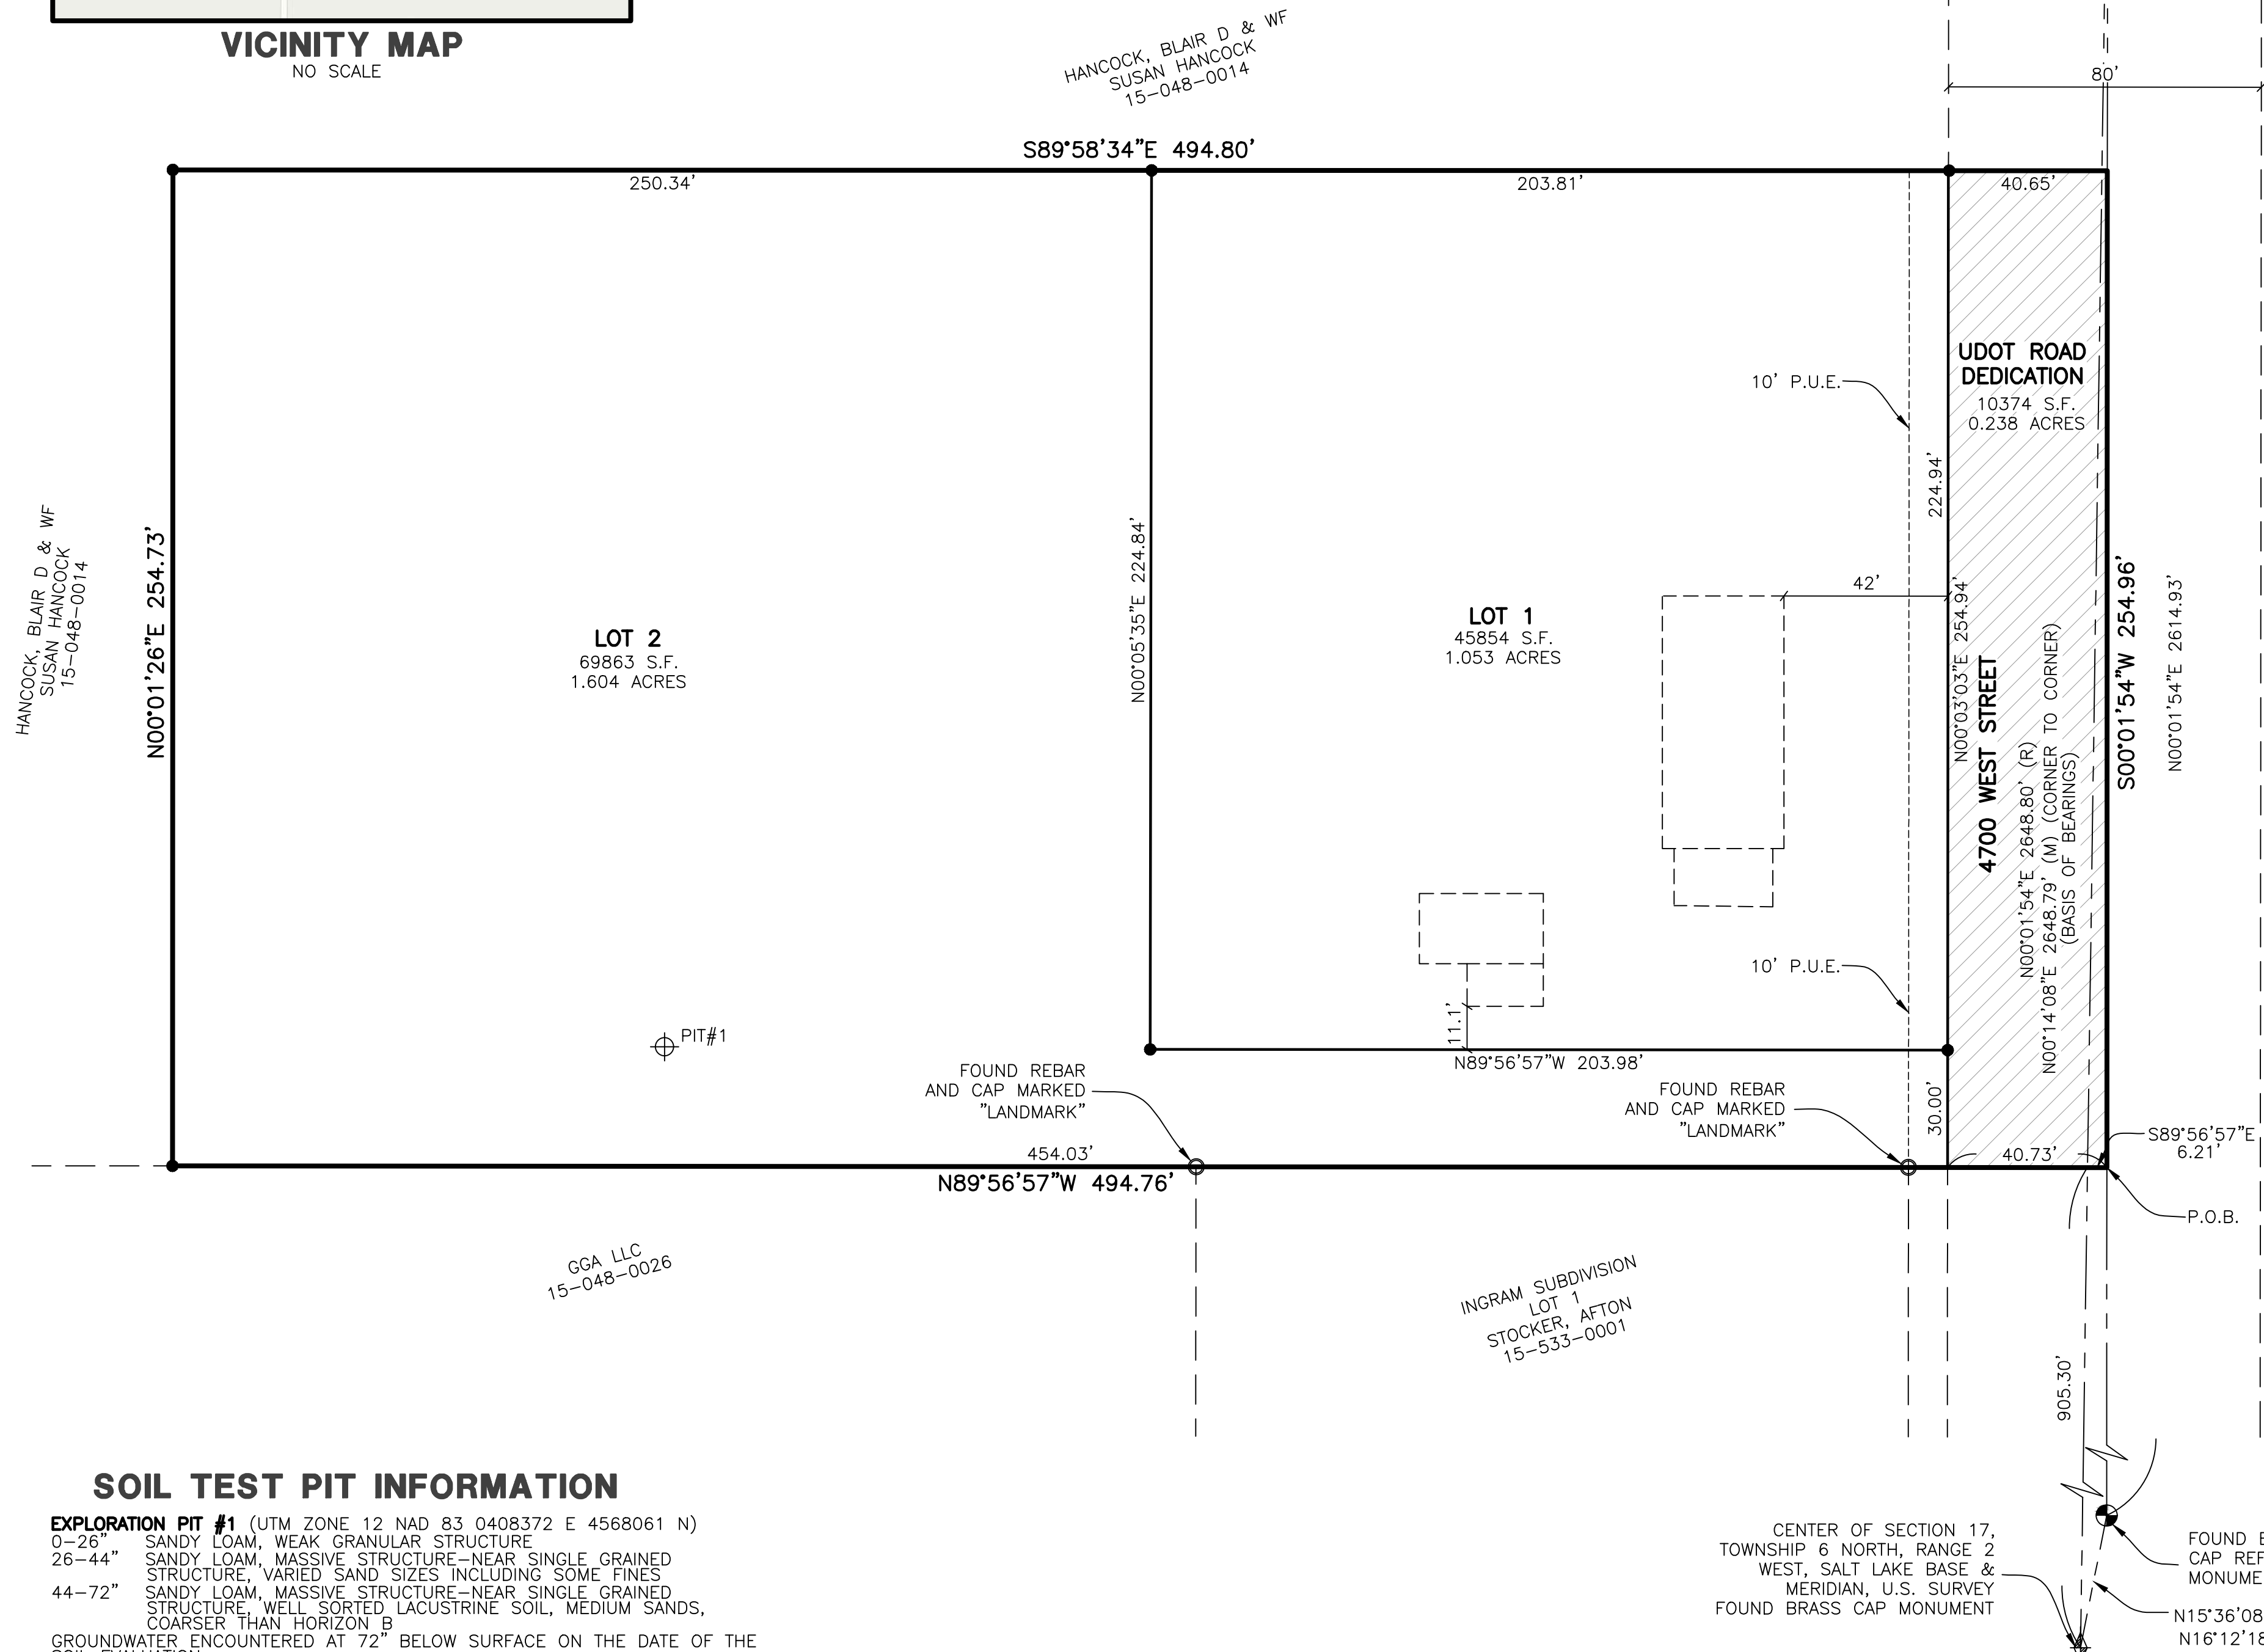 VICINITY MAP
NO SCALE
HANCOCK, BLAIR D & WF
SUSAN HANCOCK
15-048-0014
80'
S89°58'34"E 494.80'
250.34'
203.81'
40.65'
UDOT ROAD
DEDICATION
10374 S.F.
0.238 ACRES
10' P.U.E.
224.94'
HANCOCK, BLAIR D & WF
SUSAN HANCOCK
15-048-0014
N00°01'26"E 254.73'
LOT 2
69863 S.F.
1.604 ACRES
N00°05'35"E 224.84'
LOT 1
45854 S.F.
1.053 ACRES
42'
N00°03'03"E 254.94'
4700 WEST STREET
N00°01'54"E 2648.80' (R)
N00°14'08"E 2648.79' (M) (CORNER TO CORNER)
(BASIS OF BEARINGS)
S00°01'54"W 254.96'
N00°01'54"E 2614.93'
10' P.U.E.
11.1'
PIT#1
N89°56'57"W 203.98'
FOUND REBAR
AND CAP MARKED
"LANDMARK"
FOUND REBAR
AND CAP MARKED
"LANDMARK"
30.00'
454.03'
N89°56'57"W 494.76'
40.73'
S89°56'57"E
6.21'
P.O.B.
GGA LLC
15-048-0026
INGRAM SUBDIVISION
LOT 1
STOCKER, AFTON
15-533-0001
905.30'
SOIL TEST PIT INFORMATION
EXPLORATION PIT #1 (UTM ZONE 12 NAD 83 0408372 E 4568061 N)
0-26" SANDY LOAM, WEAK GRANULAR STRUCTURE
26-44" SANDY LOAM, MASSIVE STRUCTURE-NEAR SINGLE GRAINED
STRUCTURE, VARIED SAND SIZES INCLUDING SOME FINES
44-72" SANDY LOAM, MASSIVE STRUCTURE-NEAR SINGLE GRAINED
STRUCTURE, WELL SORTED LACUSTRINE SOIL, MEDIUM SANDS,
COARSER THAN HORIZON B
GROUNDWATER ENCOUNTERED AT 72" BELOW SURFACE ON THE DATE OF THE
CENTER OF SECTION 17,
TOWNSHIP 6 NORTH, RANGE 2
WEST, SALT LAKE BASE &
MERIDIAN, U.S. SURVEY
FOUND BRASS CAP MONUMENT
FOUND
CAP
N15°36'08
N16°12'18